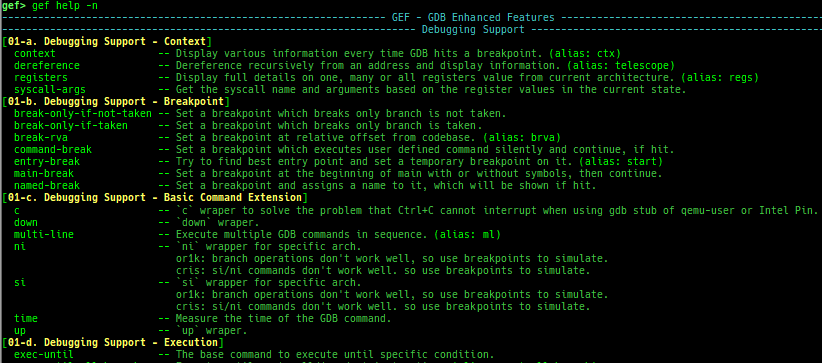 gef> gef help -n
GEF - GDB Enhanced Features
Debugging Support
[01-a. Debugging Support - Context]
context -- Display various information every time GDB hits a breakpoint. (alias: ctx)
dereference -- Dereference recursively from an address and display information. (alias: telescope)
registers -- Display full details on one, many or all registers value from current architecture. (alias: regs)
syscall-args -- Get the syscall name and arguments based on the register values in the current state.
[01-b. Debugging Support - Breakpoint]
break-only-if-not-taken -- Set a breakpoint which breaks only branch is not taken.
break-only-if-taken -- Set a breakpoint which breaks only branch is taken.
break-rva -- Set a breakpoint at relative offset from codebase. (alias: brva)
command-break -- Set a breakpoint which executes user defined command silently and continue, if hit.
entry-break -- Try to find best entry point and set a temporary breakpoint on it. (alias: start)
main-break -- Set a breakpoint at the beginning of main with or without symbols, then continue.
named-break -- Set a breakpoint and assigns a name to it, which will be shown if hit.
[01-c. Debugging Support - Basic Command Extension]
c -- `c` wraper to solve the problem that Ctrl+C cannot interrupt when using gdb stub of qemu-user or Intel Pin.
down -- `down` wraper.
multi-line -- Execute multiple GDB commands in sequence. (alias: ml)
ni -- `ni` wrapper for specific arch.
or1k: branch operations don't work well, so use breakpoints to simulate.
cris: si/ni commands don't work well. so use breakpoints to simulate.
si -- `si` wrapper for specific arch.
or1k: branch operations don't work well, so use breakpoints to simulate.
cris: si/ni commands don't work well. so use breakpoints to simulate.
time -- Measure the time of the GDB command.
up -- `up` wraper.
[01-d. Debugging Support - Execution]
exec-until -- The base command to execute until specific condition.